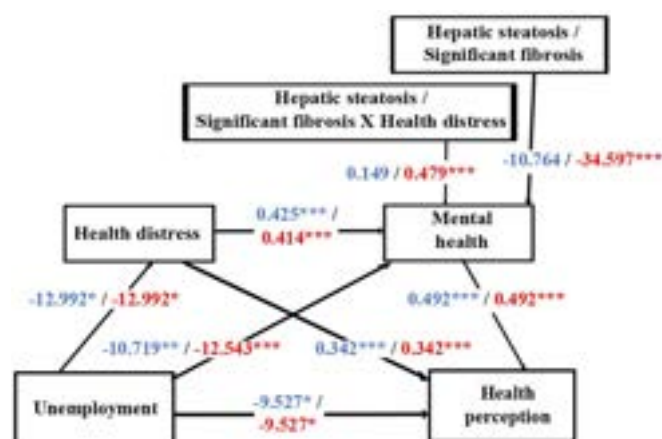 Hepatic steatosis /
Significant fibrosis
Hepatic steatosis /
Significant fibrosis X Health distress
-10.764 / -34.597***
0.149 / 0.479***
0.425*** /
0.414***
Health distress
Mental
health
-12.992* / -12.992*
0.492*** / 0.492***
-10.719** / -12.543***
0.342*** / 0.342***
Unemployment
-9.527* /
-9.527*
Health
perception